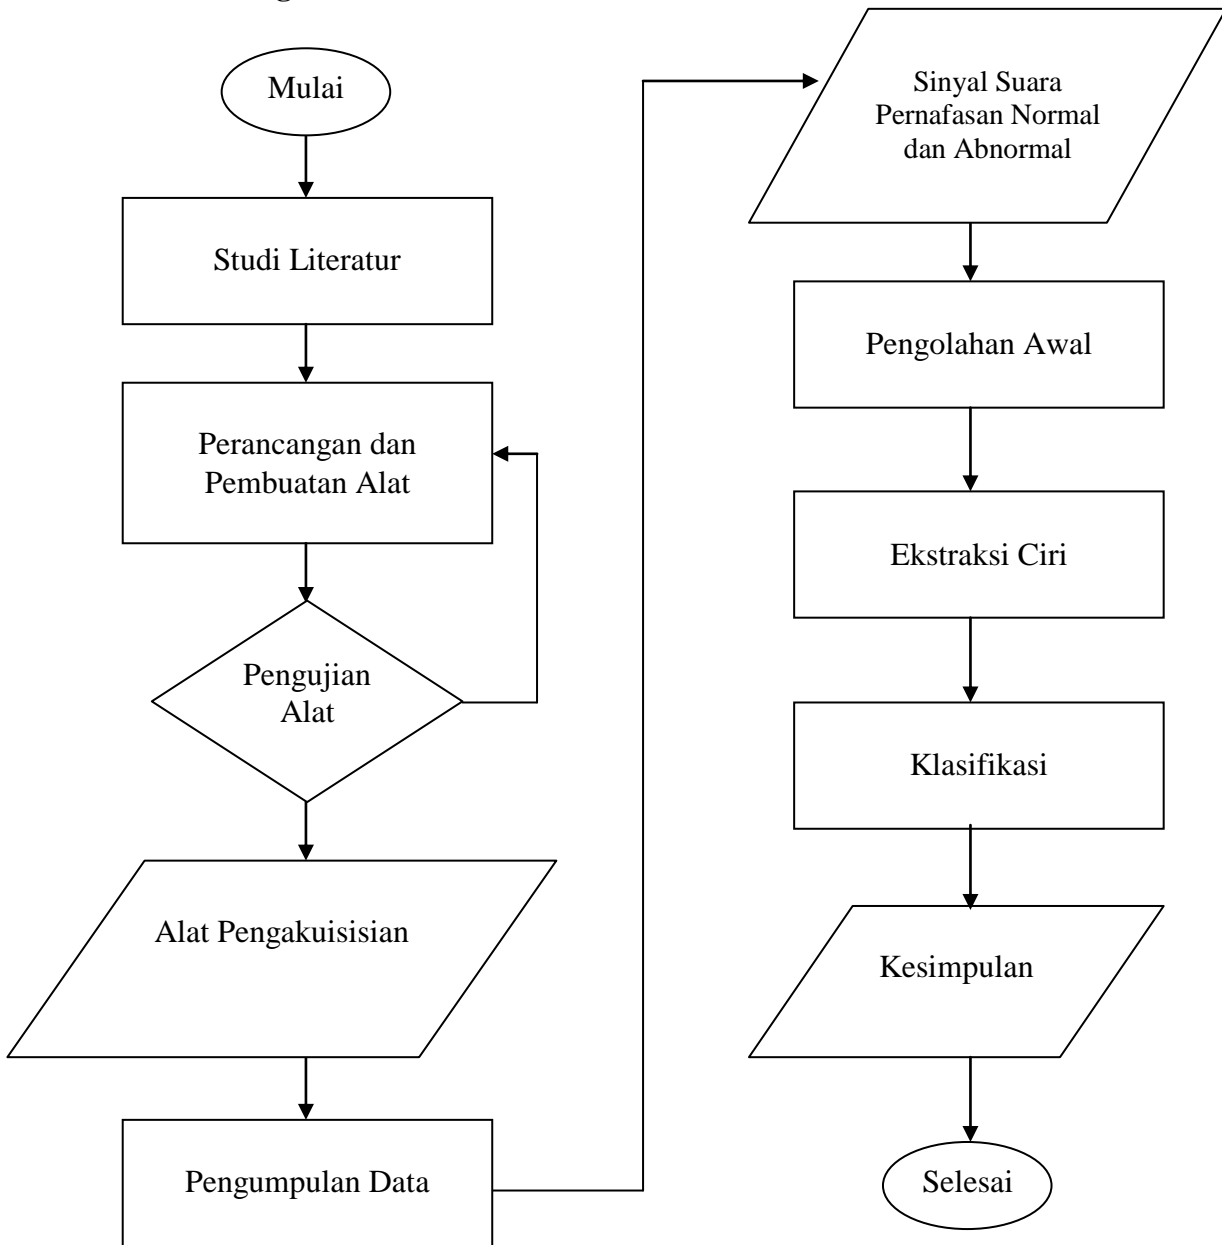 Mulai
Studi Literatur
Perancangan dan
Pembuatan Alat
Pengujian
Alat
Alat Pengakuisisian
Pengumpulan Data
Sinyal Suara
Pernafasan Normal
dan Abnormal
Pengolahan Awal
Ekstraksi Ciri
Klasifikasi
Kesimpulan
Selesai